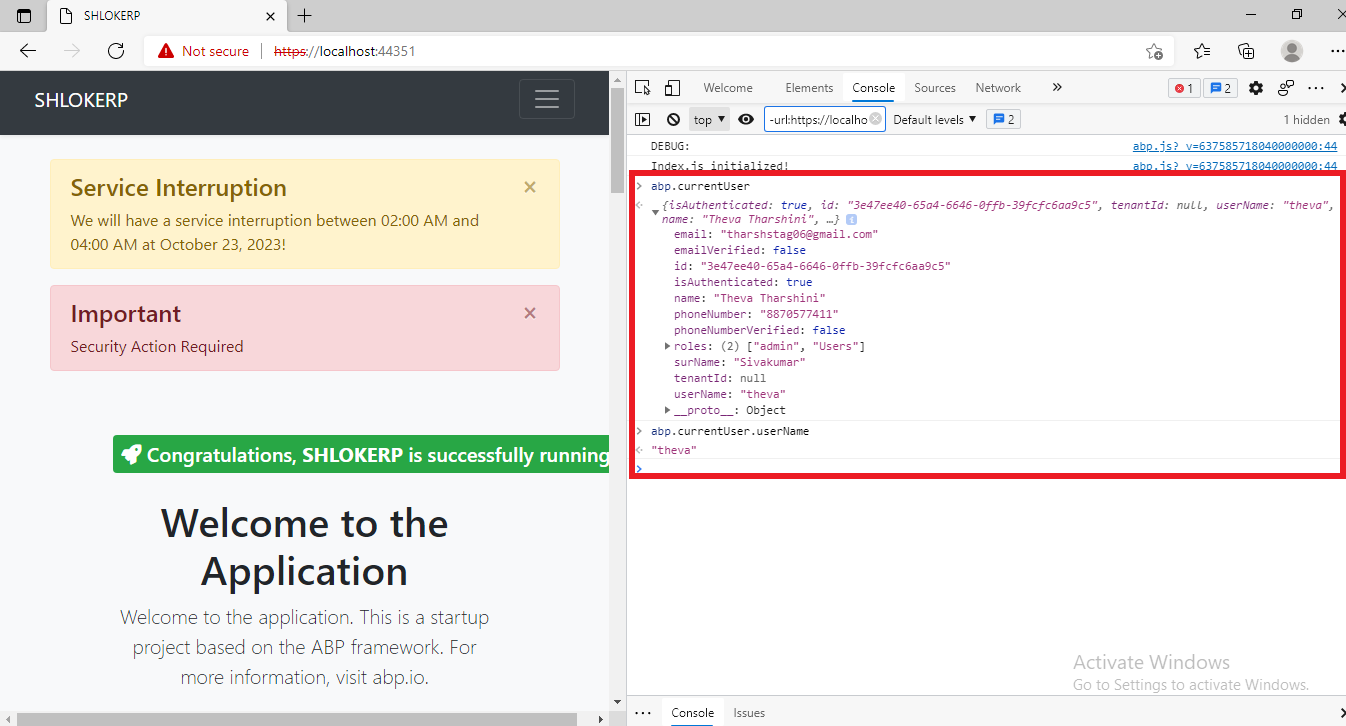 SHLOKERP
Not secure https://localhost:44351
SHLOKERP
Service Interruption
We will have a service interruption between 02:00 AM and
04:00 AM at October 23, 2023!
Important
Security Action Required
Congratulations, SHLOKERP is successfully running
Welcome to the
Application
Welcome to the application. This is a startup
project based on the ABP framework. For
more information, visit abp.io.
Welcome Elements Console Sources Network 1 2
top -url:https://localho Default levels 2 1 hidden
DEBUG: abp.js? v=637585718040000000:44
Index.js initialized! abp.js? v=637585718040000000:44
abp.currentUser
{isAuthenticated: true, id: "3e47ee40-65a4-6646-0ffb-39fcfc6aa9c5", tenantId: null, userName: "theva",
name: "Theva Tharshini", …}
email: "tharshstag06@gmail.com"
emailVerified: false
id: "3e47ee40-65a4-6646-0ffb-39fcfc6aa9c5"
isAuthenticated: true
name: "Theva Tharshini"
phoneNumber: "8870577411"
phoneNumberVerified: false
roles: (2) ["admin", "Users"]
surName: "Sivakumar"
tenantId: null
userName: "theva"
__proto__: Object
abp.currentUser.userName
"theva"
Activate Windows
Go to Settings to activate Windows.
Console Issues